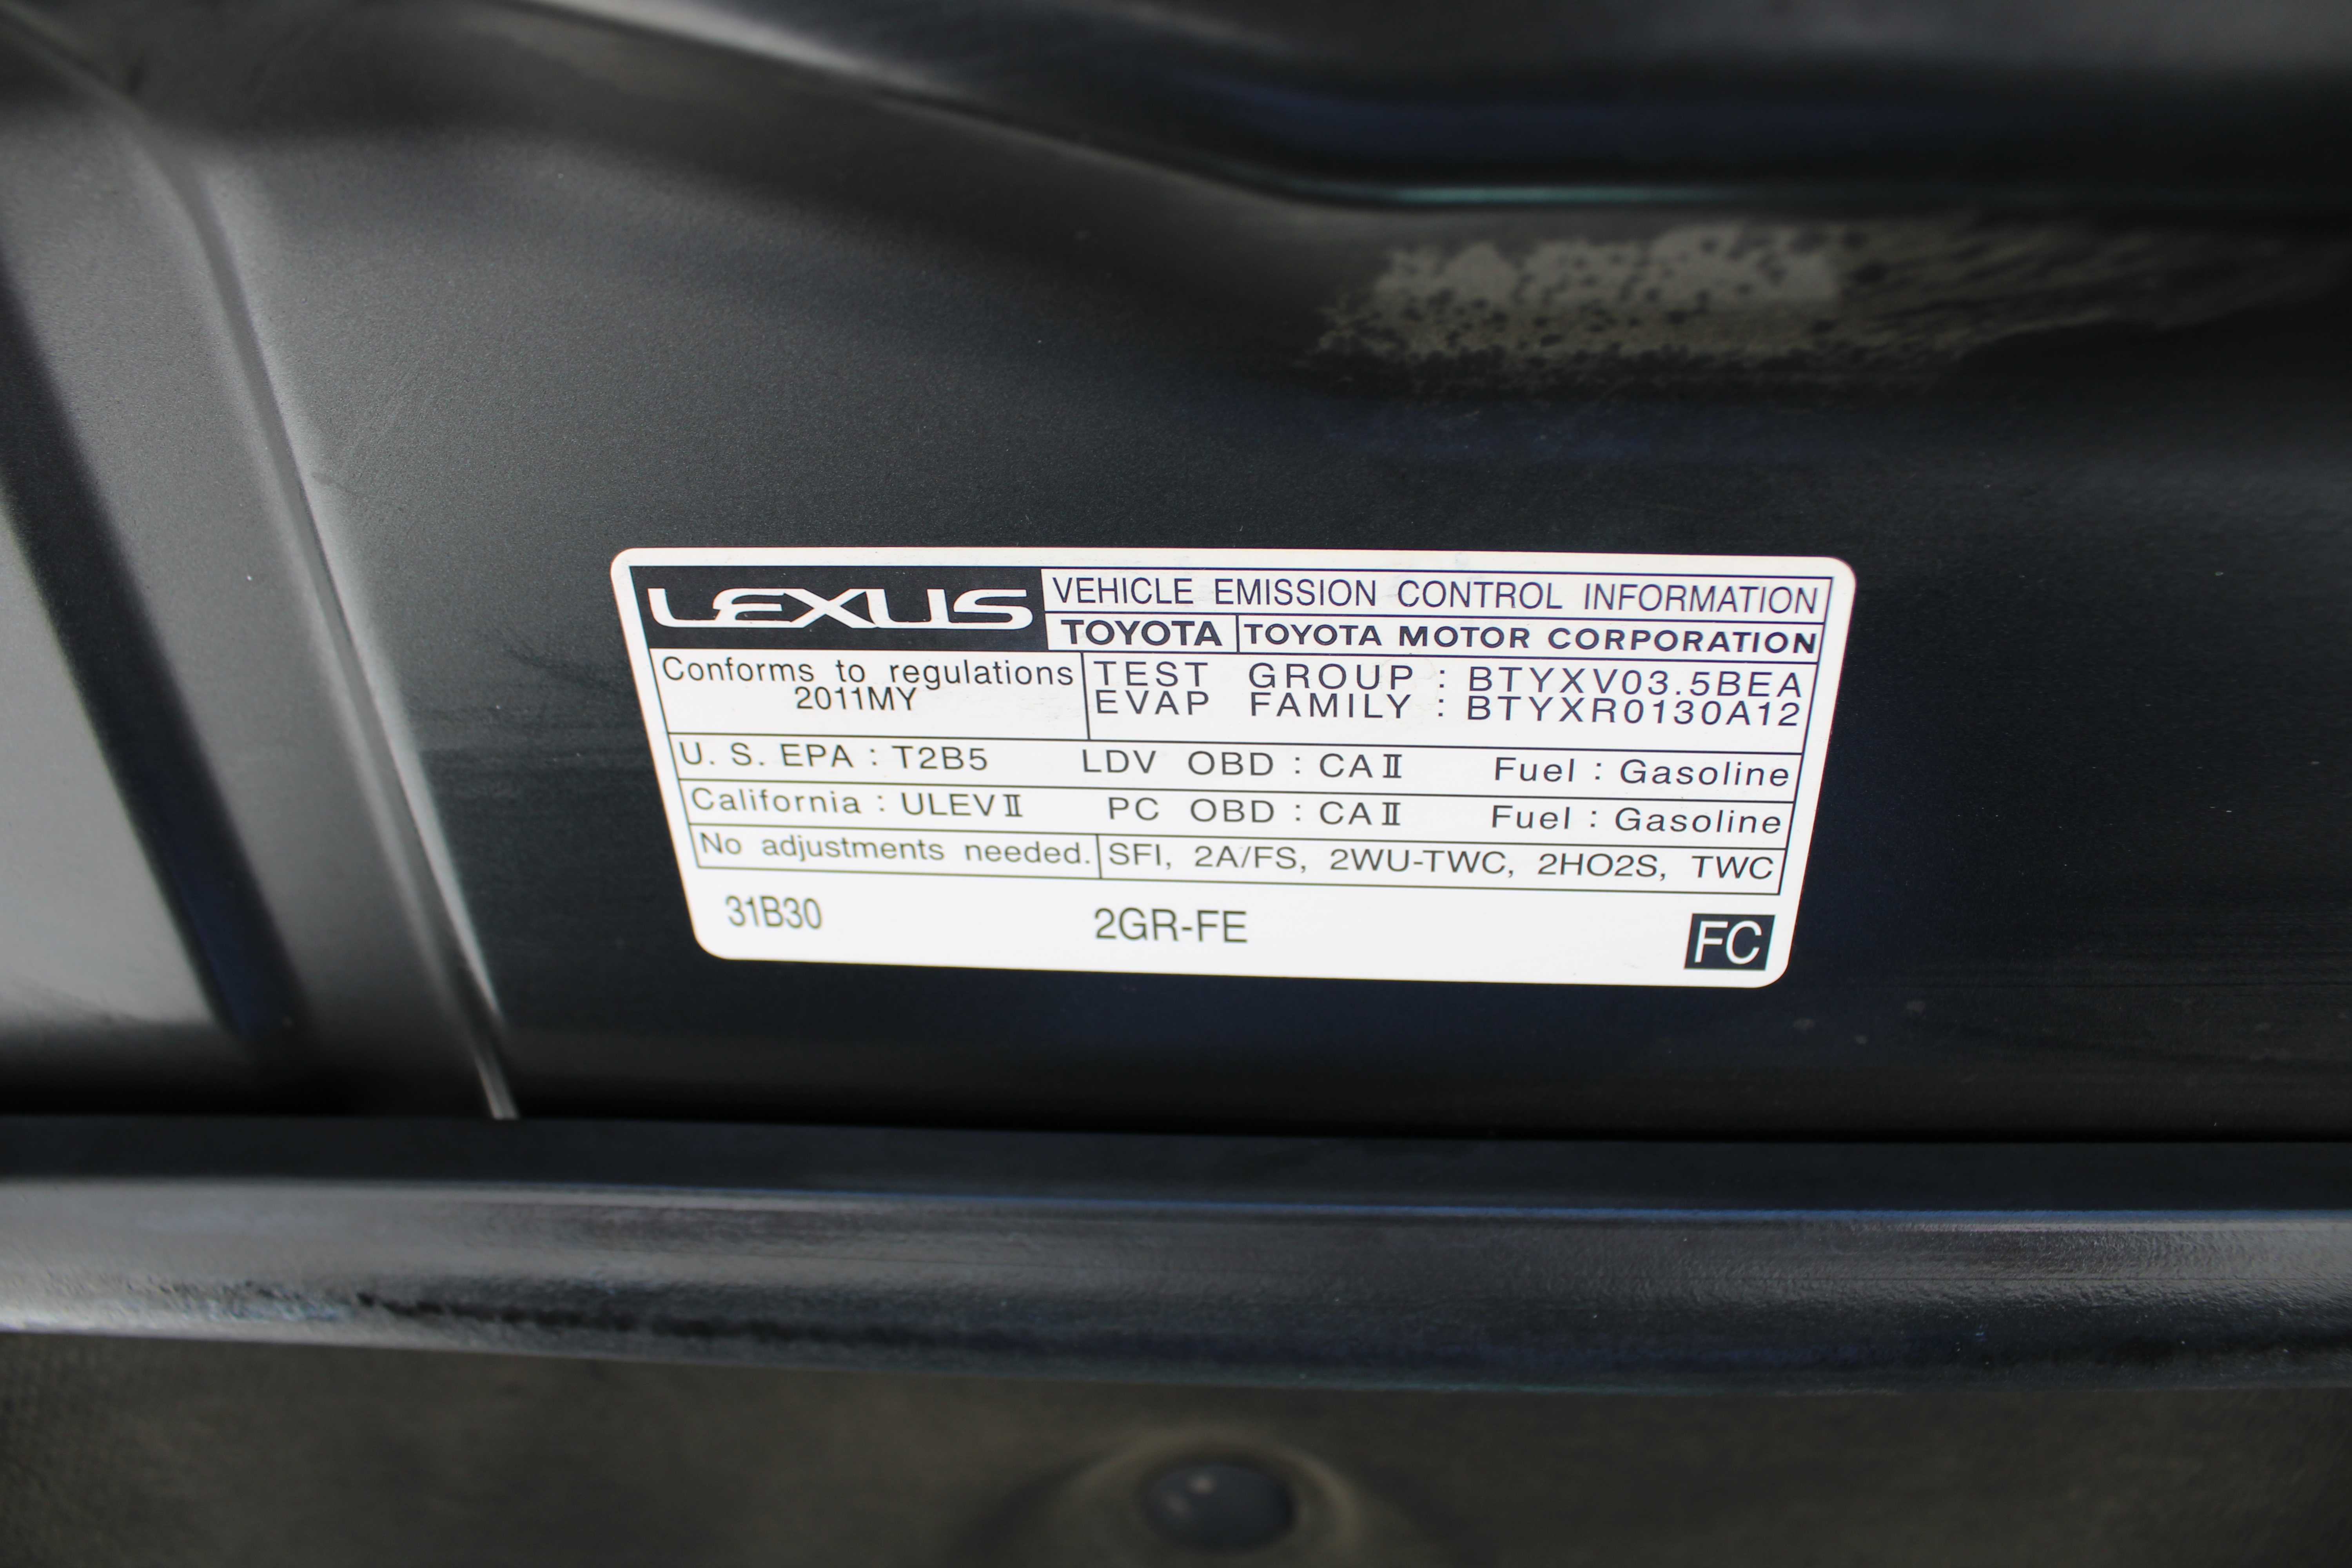 LEXUS VEHICLE EMISSION CONTROL INFORMATION
TOYOTA TOYOTA MOTOR CORPORATION
Conforms to regulations
2011MY
TEST GROUP : BTYXV03.5BEA
EVAP FAMILY : BTYXR0130A12
U. S. EPA : T2B5 LDV OBD : CAⅡ Fuel : Gasoline
California : ULEVⅡ PC OBD : CAⅡ Fuel : Gasoline
No adjustments needed. SFI, 2A/FS, 2WU-TWC, 2HO2S, TWC
31B30 2GR-FE FC